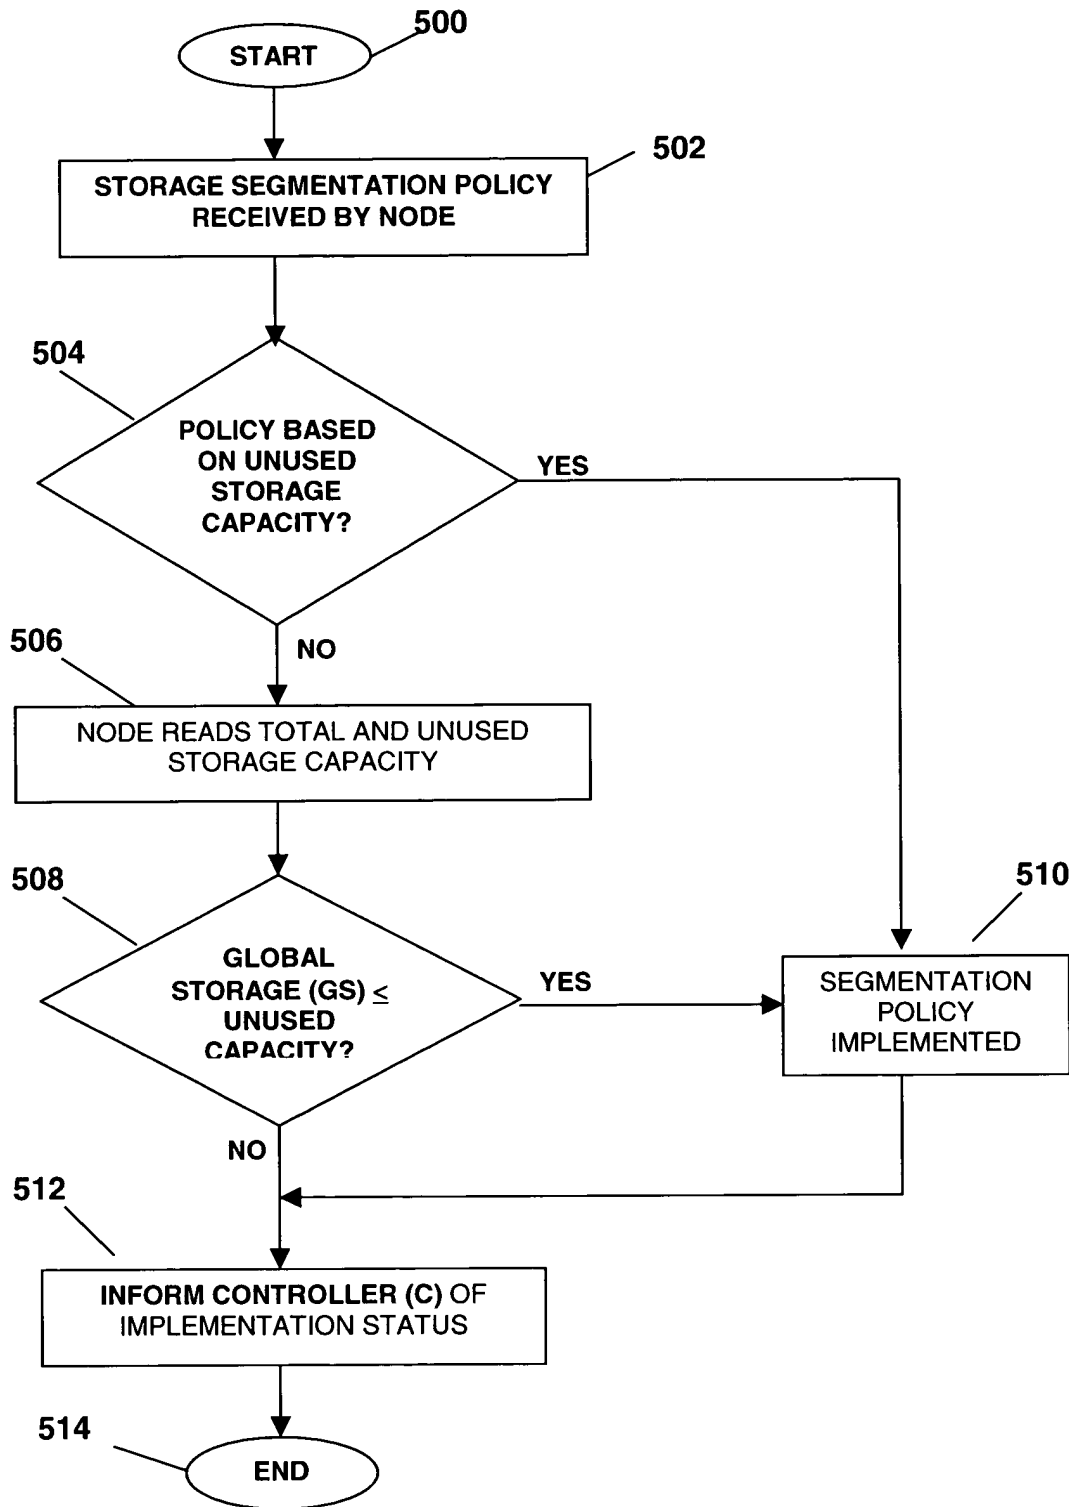 500
START
502
STORAGE SEGMENTATION POLICY
RECEIVED BY NODE
504
POLICY BASED
ON UNUSED
STORAGE
CAPACITY?
YES
NO
506
NODE READS TOTAL AND UNUSED
STORAGE CAPACITY
508
GLOBAL
STORAGE (GS) ≤
UNUSED
CAPACITY?
YES
NO
510
SEGMENTATION
POLICY
IMPLEMENTED
512
INFORM CONTROLLER (C) OF
IMPLEMENTATION STATUS
514
END